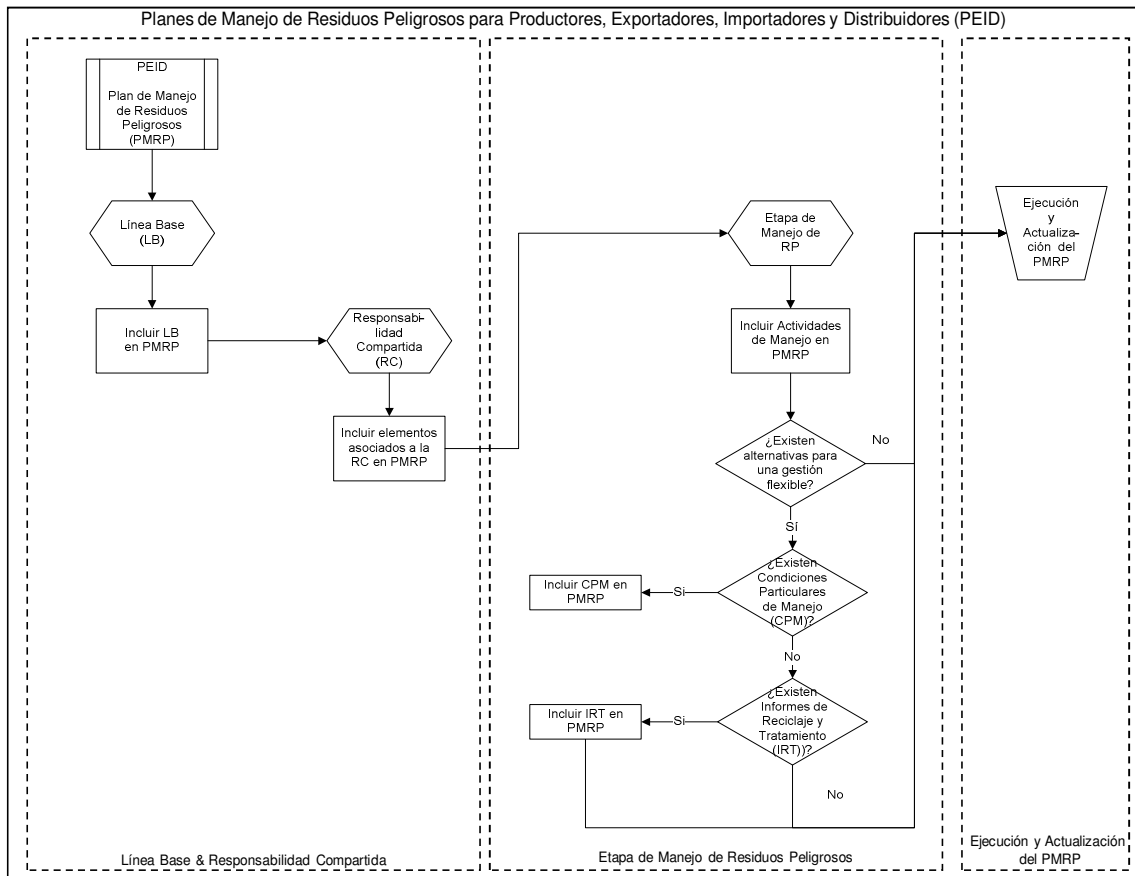 Planes de Manejo de Residuos Peligrosos para Productores, Exportadores, Importadores y Distribuidores (PEID)
PEID
Plan de Manejo
de Residuos
Peligrosos
(PMRP)
Línea Base
(LB)
Incluir LB
en PMRP
Responsabi-
lidad
Compartida
(RC)
Incluir elementos
asociados a la
RC en PMRP
Línea Base & Responsabilidad Compartida
Etapa de
Manejo de
RP
Incluir Actividades
de Manejo en
PMRP
¿Existen
alternativas para
una gestión
flexible?
No
Sí
¿Existen
Condiciones
Particulares
de Manejo
(CPM)?
Si
Incluir CPM en
PMRP
No
¿Existen
Informes de
Reciclaje y
Tratamiento
(IRT))?
Si
Incluir IRT en
PMRP
No
Etapa de Manejo de Residuos Peligrosos
Ejecución
y
Actualiza-
ción del
PMRP
Ejecución y Actualización
del PMRP